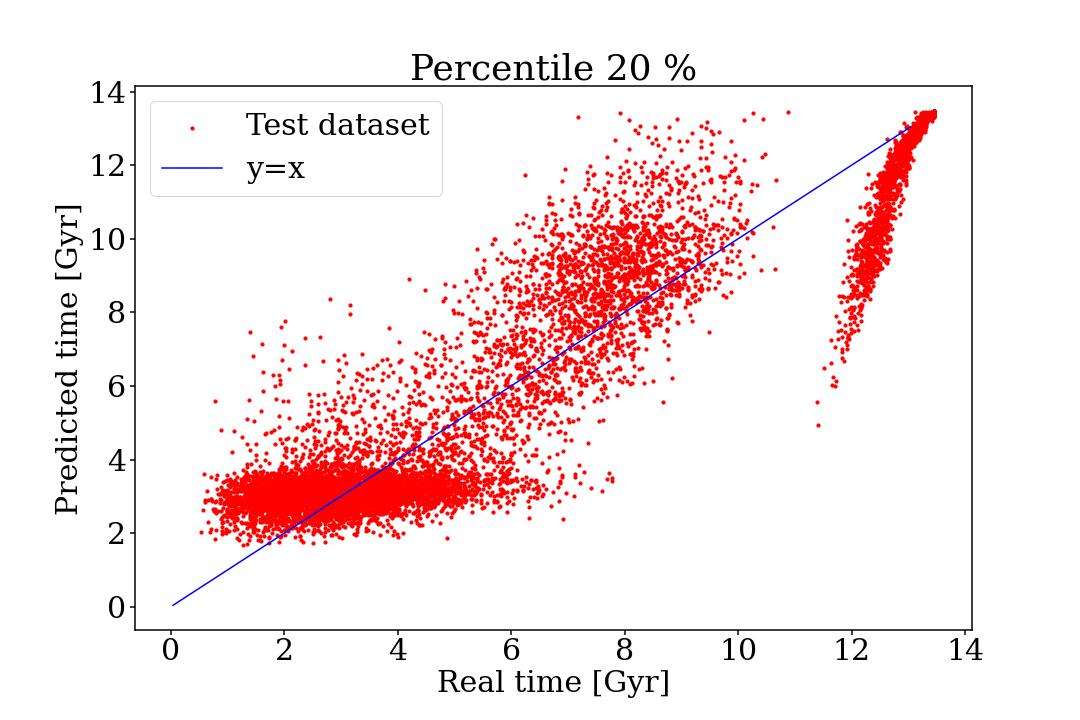 Percentile 20 %
Test dataset
y=x
14
12
10
8
6
4
2
0
Predicted time [Gyr]
0 2 4 6 8 10 12 14
Real time [Gyr]